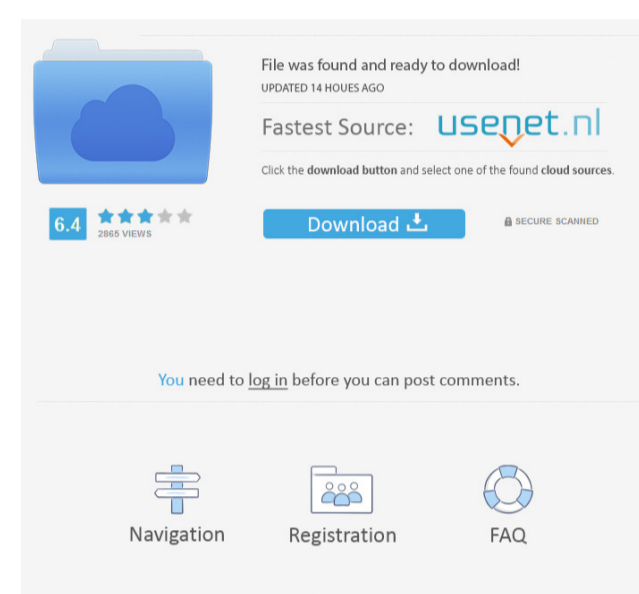 File was found and ready to download!
UPDATED 14 HOUES AGO
Fastest Source: usenet.nl
Click the download button and select one of the found cloud sources.
6.4
2865 VIEWS
Download
SECURE SCANNED
You need to log in before you can post comments.
Navigation
Registration
FAQ